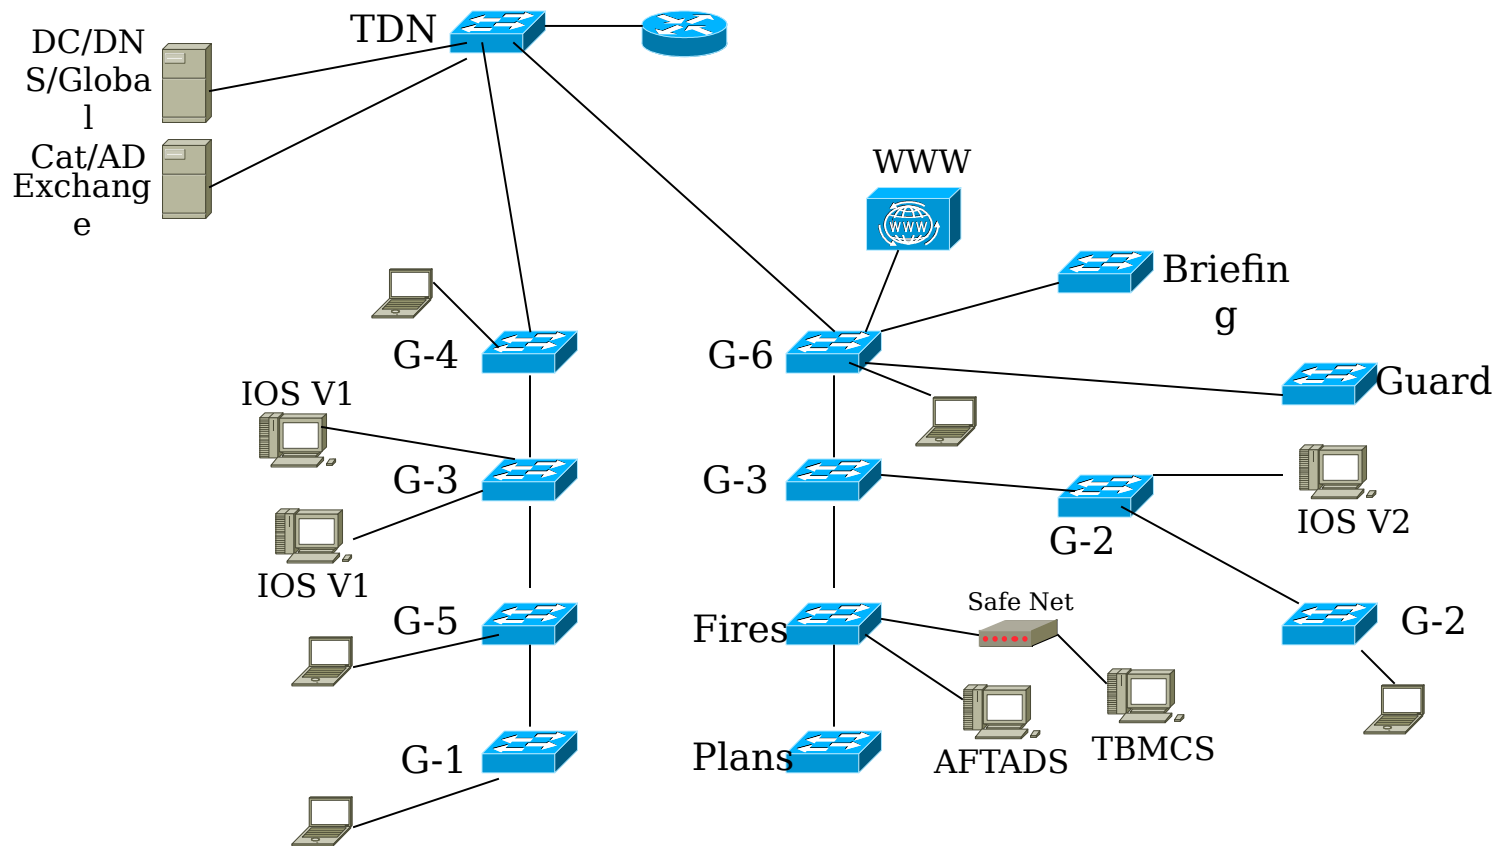 TDN
DC/DN
S/Globa
l
Cat/AD
Exchang
e
WWW
WWW
Briefin
g
G-4
G-6
Guard
IOS V1
G-3
G-3
IOS V2
G-2
IOS V1
Safe Net
G-5
Fires
G-2
G-1
Plans
AFTADS
TBMCS